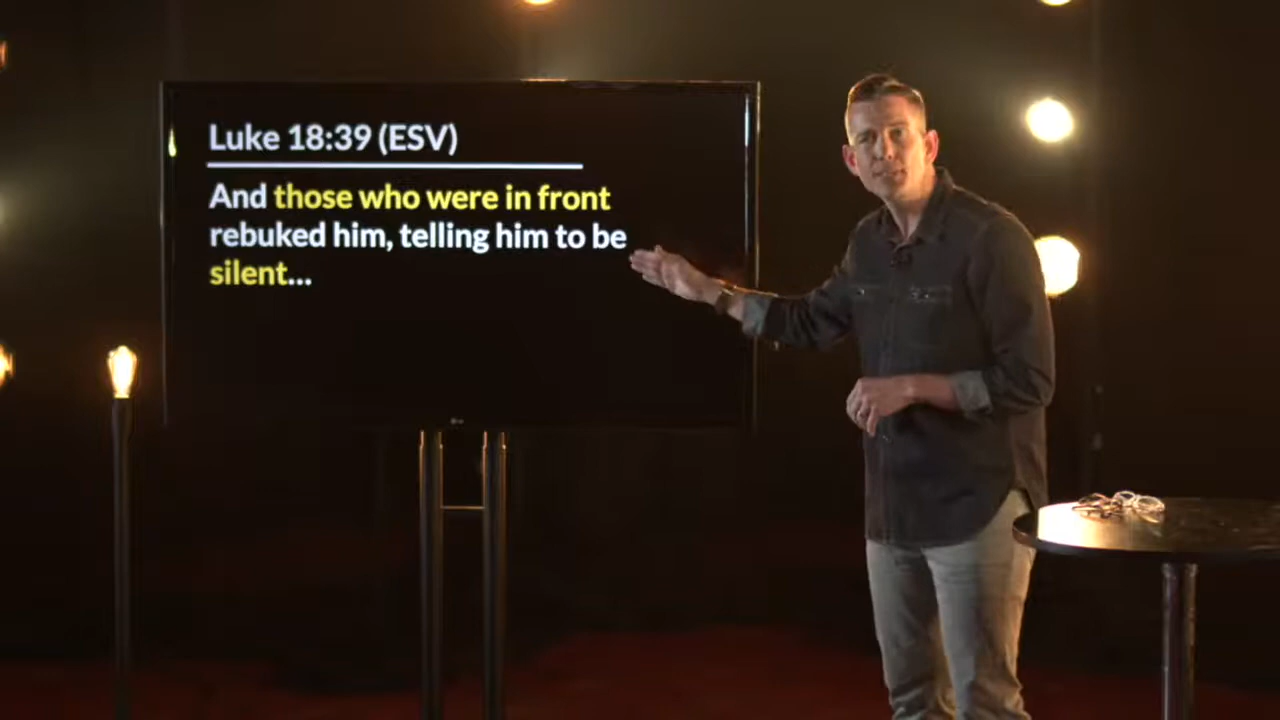 Luke 18:39 (ESV)
And those who were in front
rebuked him, telling him to be
silent...